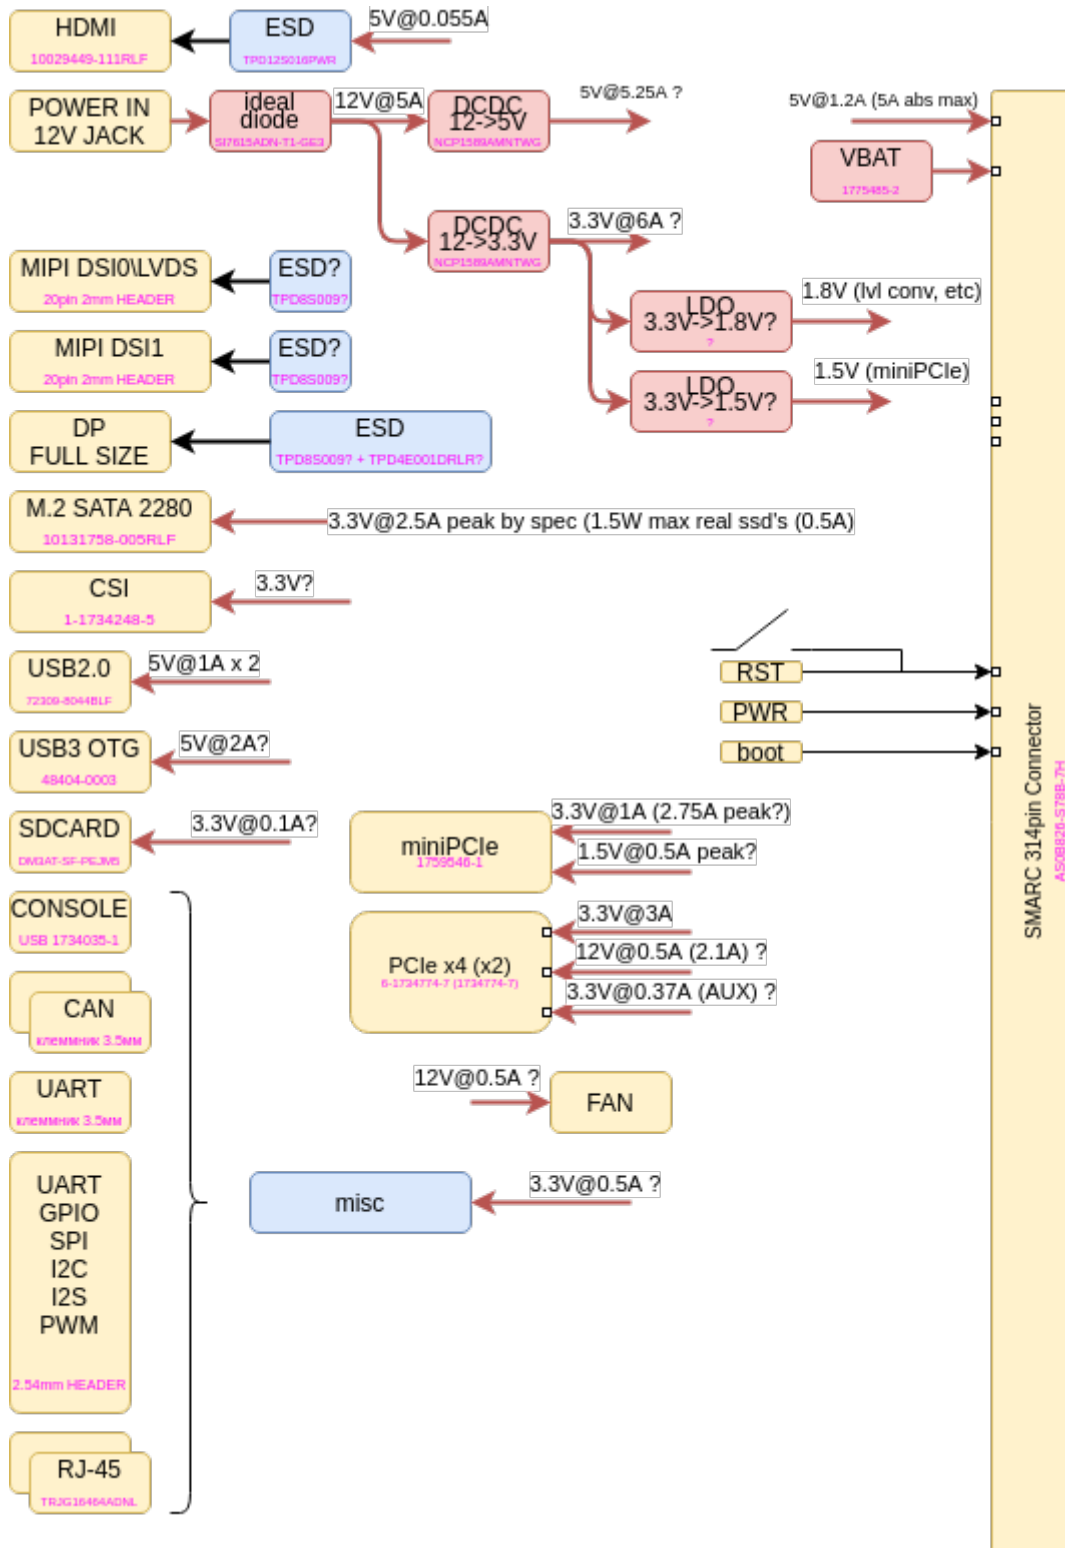 HDMI
10029449-111RLF
ESD
TPD12S016PWR
5V@0.055A
POWER IN
12V JACK
ideal
diode
SI7615ADN-T1-GE3
12V@5A
DCDC
12->5V
NCP1589AMNTWG
5V@5.25A ?
5V@1.2A (5A abs max)
VBAT
1775485-2
DCDC
12->3.3V
NCP1589AMNTWG
3.3V@6A ?
MIPI DSI0\LVDS
20pin 2mm HEADER
ESD?
TPD8S009?
LDO
3.3V->1.8V?
?
1.8V (lvl conv, etc)
MIPI DSI1
20pin 2mm HEADER
ESD?
TPD8S009?
LDO
3.3V->1.5V?
?
1.5V (miniPCIe)
DP
FULL SIZE
ESD
TPD8S009? + TPD4E001DRLR?
M.2 SATA 2280
10131758-005RLF
3.3V@2.5A peak by spec (1.5W max real ssd's (0.5A)
CSI
1-1734248-5
3.3V?
USB2.0
72309-8044BLF
5V@1A x 2
RST
PWR
boot
USB3 OTG
48404-0003
5V@2A?
SDCARD
DM3AT-SF-PEJM5
3.3V@0.1A?
miniPCIe
1759546-1
3.3V@1A (2.75A peak?)
1.5V@0.5A peak?
SMARC 314pin Connector
AS0B826-S78B-7H
CONSOLE
USB 1734035-1
PCIe x4 (x2)
6-1734774-7 (1734774-7)
3.3V@3A
12V@0.5A (2.1A) ?
3.3V@0.37A (AUX) ?
CAN
клеммник 3.5мм
UART
клеммник 3.5мм
12V@0.5A ?
FAN
UART
GPIO
SPI
I2C
I2S
PWM
2.54mm HEADER
misc
3.3V@0.5A ?
RJ-45
TRJG16464ADNL